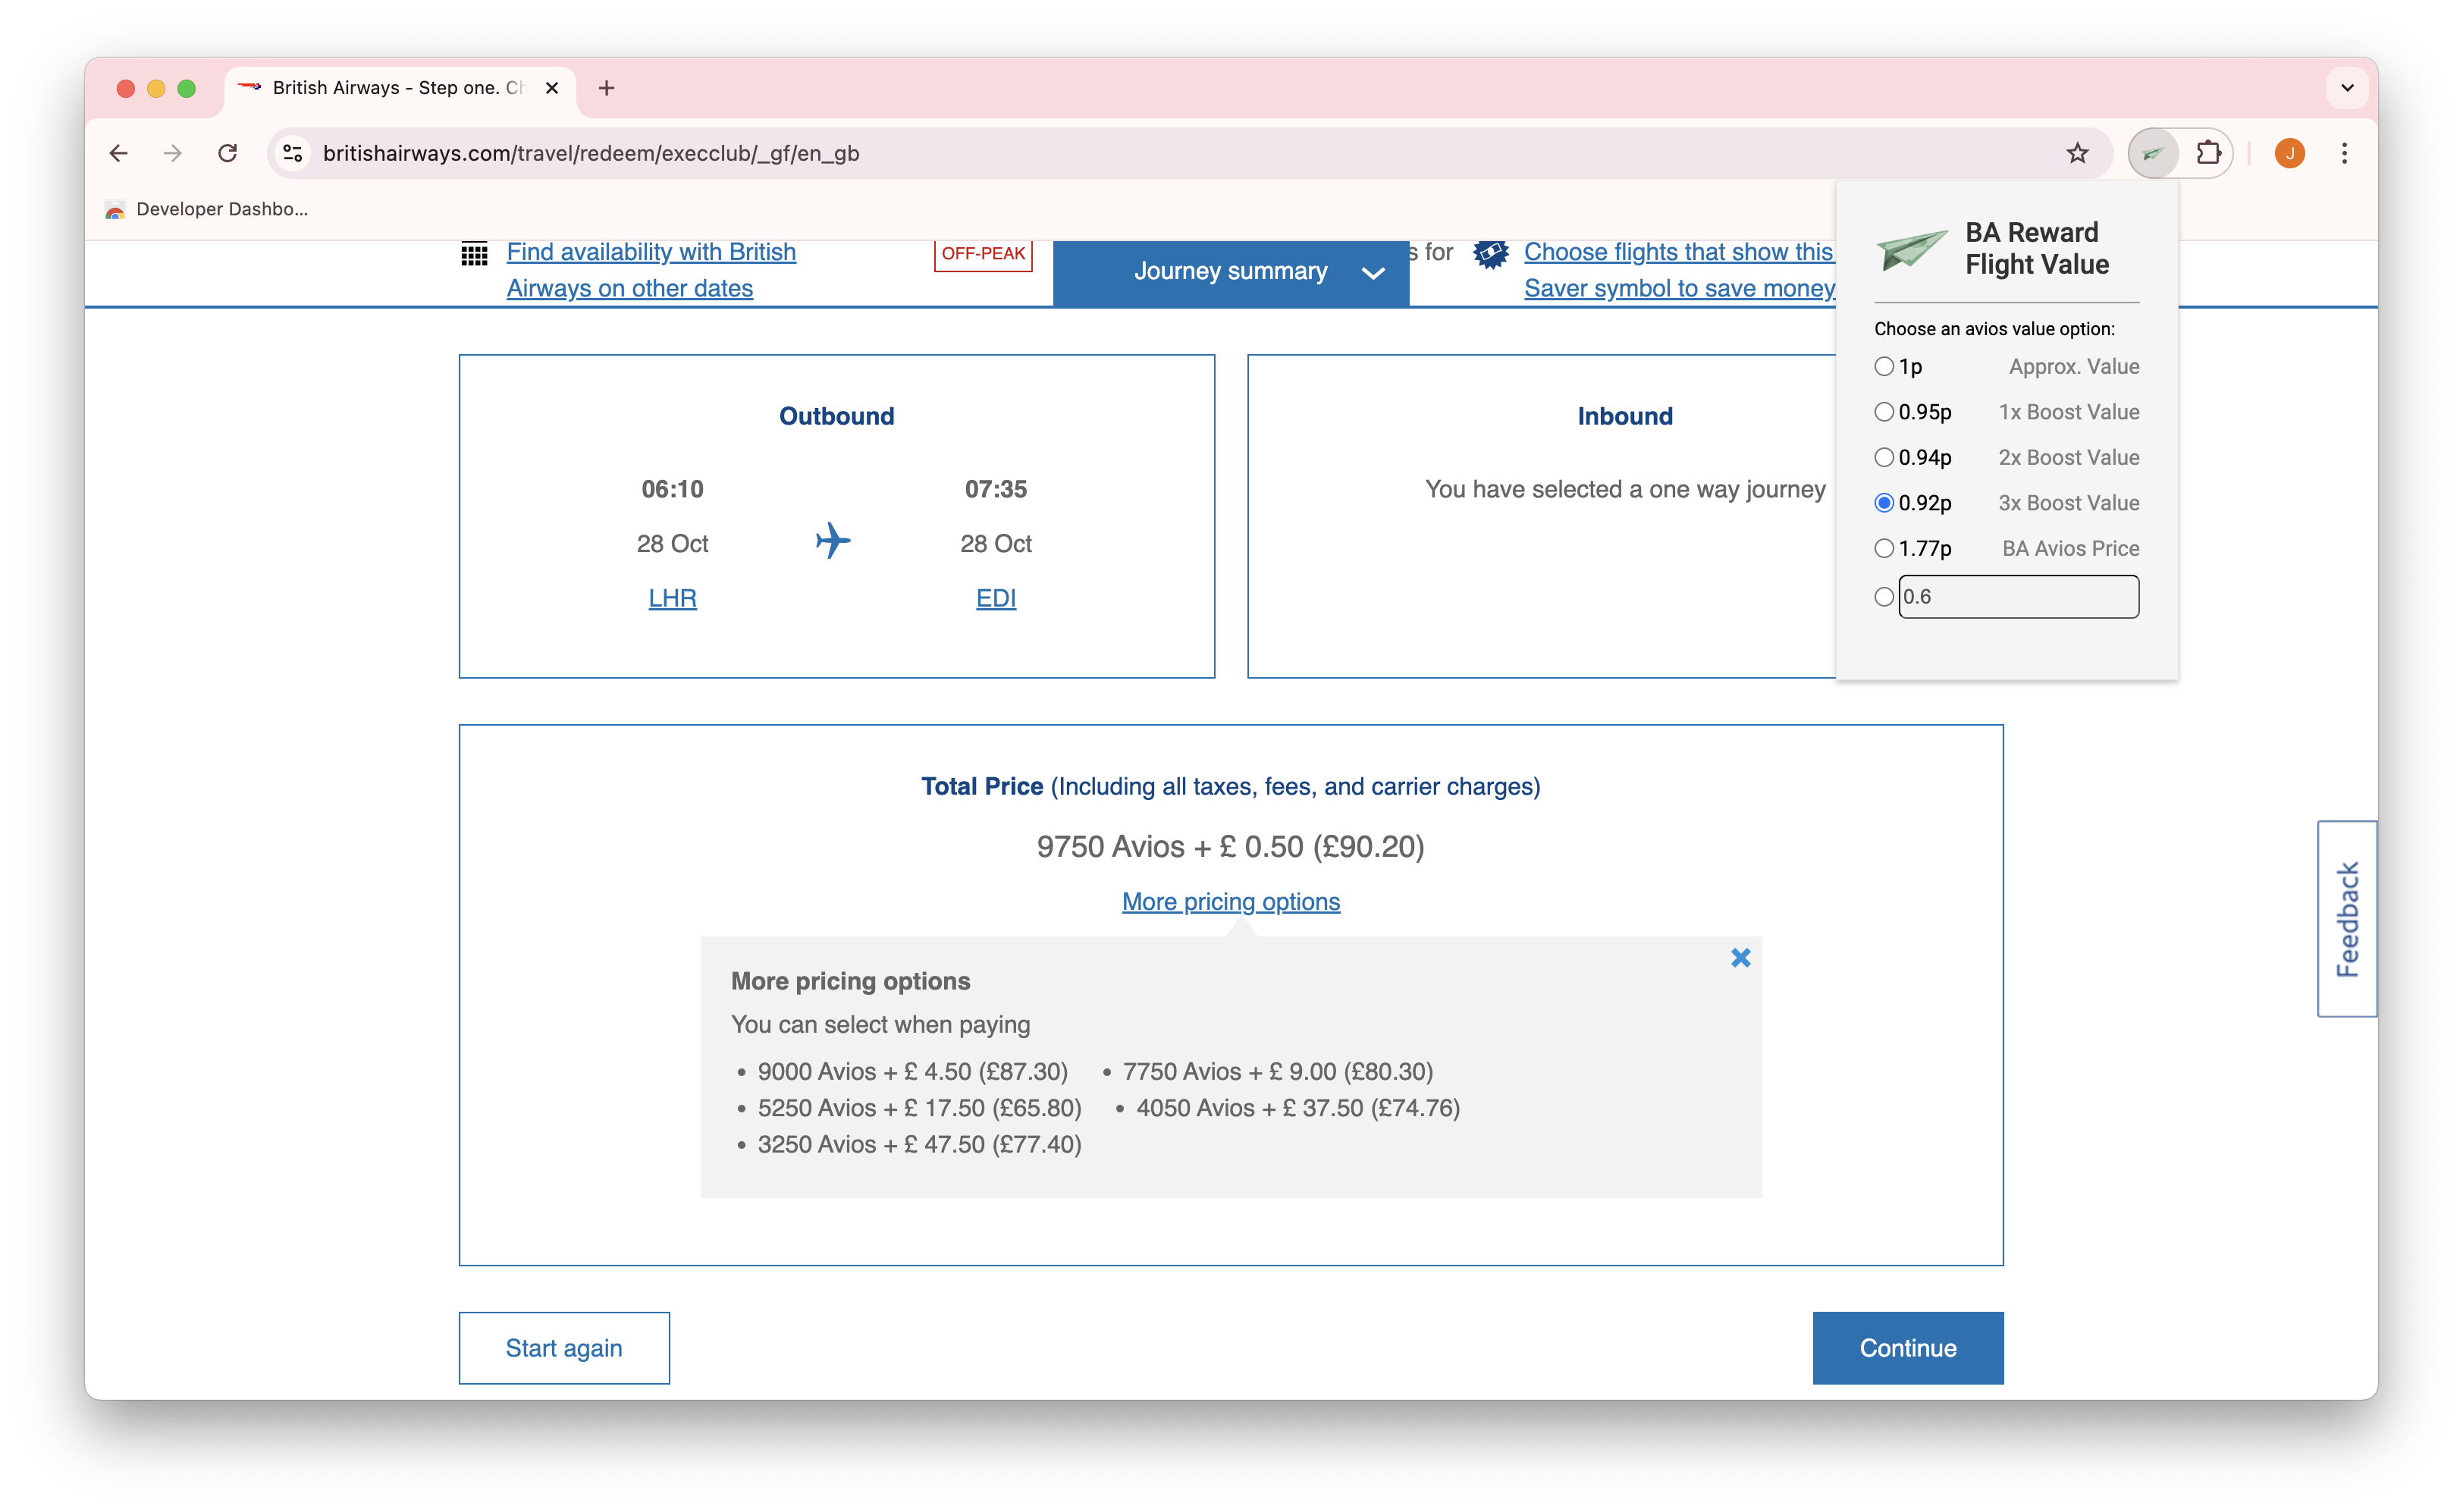 British Airways - Step one. Ch
britishairways.com/travel/redeem/execclub/_gf/en_gb
J
Developer Dashbo...
Find availability with British
Airways on other dates
OFF-PEAK
Journey summary
s for
Choose flights that show this
Saver symbol to save money,
BA Reward
Flight Value
Choose an avios value option:
1p Approx. Value
0.95p 1x Boost Value
0.94p 2x Boost Value
0.92p 3x Boost Value
1.77p BA Avios Price
0.6
Outbound
06:10 07:35
28 Oct 28 Oct
LHR EDI
Inbound
You have selected a one way journey
Total Price (Including all taxes, fees, and carrier charges)
9750 Avios + £ 0.50 (£90.20)
More pricing options
More pricing options
You can select when paying
• 9000 Avios + £ 4.50 (£87.30) • 7750 Avios + £ 9.00 (£80.30)
• 5250 Avios + £ 17.50 (£65.80) • 4050 Avios + £ 37.50 (£74.76)
• 3250 Avios + £ 47.50 (£77.40)
Feedback
Start again
Continue